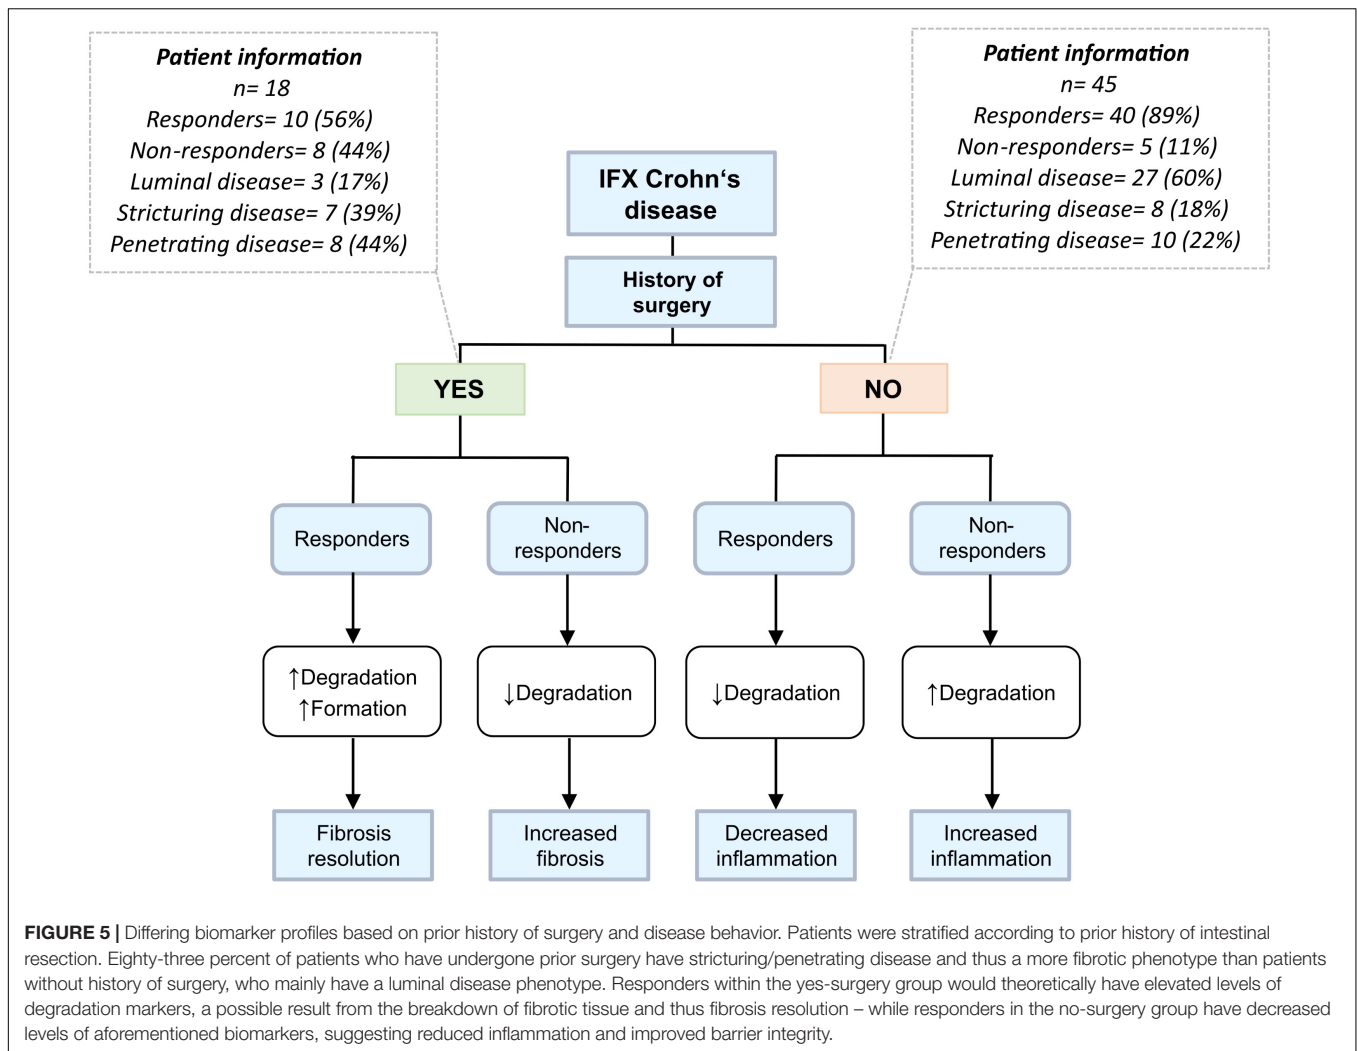 Patient information
n= 18
Responders= 10 (56%)
Non-responders= 8 (44%)
Luminal disease= 3 (17%)
Stricturing disease= 7 (39%)
Penetrating disease= 8 (44%)
Patient information
n= 45
Responders= 40 (89%)
Non-responders= 5 (11%)
Luminal disease= 27 (60%)
Stricturing disease= 8 (18%)
Penetrating disease= 10 (22%)
IFX Crohn‘s
disease
History of
surgery
YES
NO
Responders
Non-
responders
Responders
Non-
responders
↑Degradation
↑Formation
↓Degradation
↓Degradation
↑Degradation
Fibrosis
resolution
Increased
fibrosis
Decreased
inflammation
Increased
inflammation
FIGURE 5 | Differing biomarker profiles based on prior history of surgery and disease behavior. Patients were stratified according to prior history of intestinal
resection. Eighty-three percent of patients who have undergone prior surgery have stricturing/penetrating disease and thus a more fibrotic phenotype than patients
without history of surgery, who mainly have a luminal disease phenotype. Responders within the yes-surgery group would theoretically have elevated levels of
degradation markers, a possible result from the breakdown of fibrotic tissue and thus fibrosis resolution – while responders in the no-surgery group have decreased
levels of aforementioned biomarkers, suggesting reduced inflammation and improved barrier integrity.